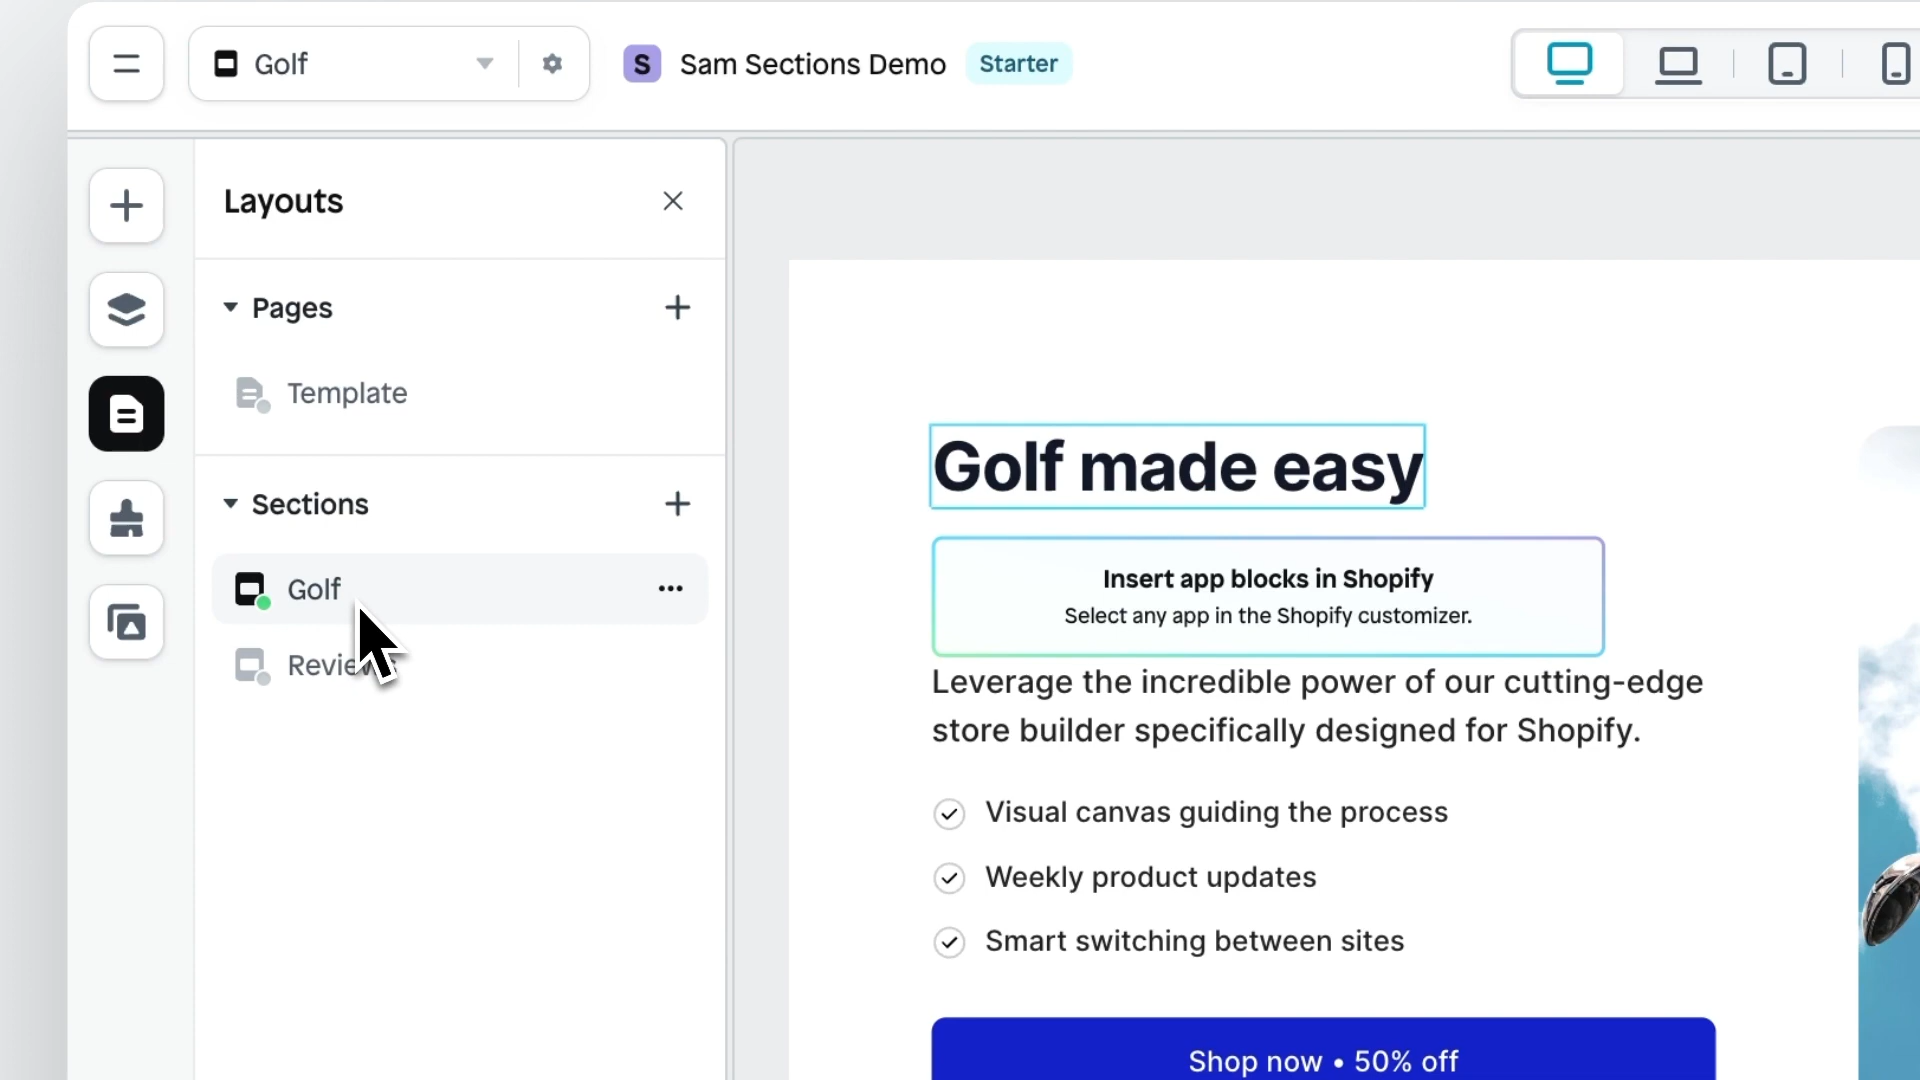 Golf
S Sam Sections Demo Starter
Layouts
Pages
Template
Sections
Golf
Golf made easy
Insert app blocks in Shopify
Select any app in the Shopify customizer.
Leverage the incredible power of our cutting-edge
store builder specifically designed for Shopify.
Visual canvas guiding the process
Weekly product updates
Smart switching between sites
Shop now • 50% off